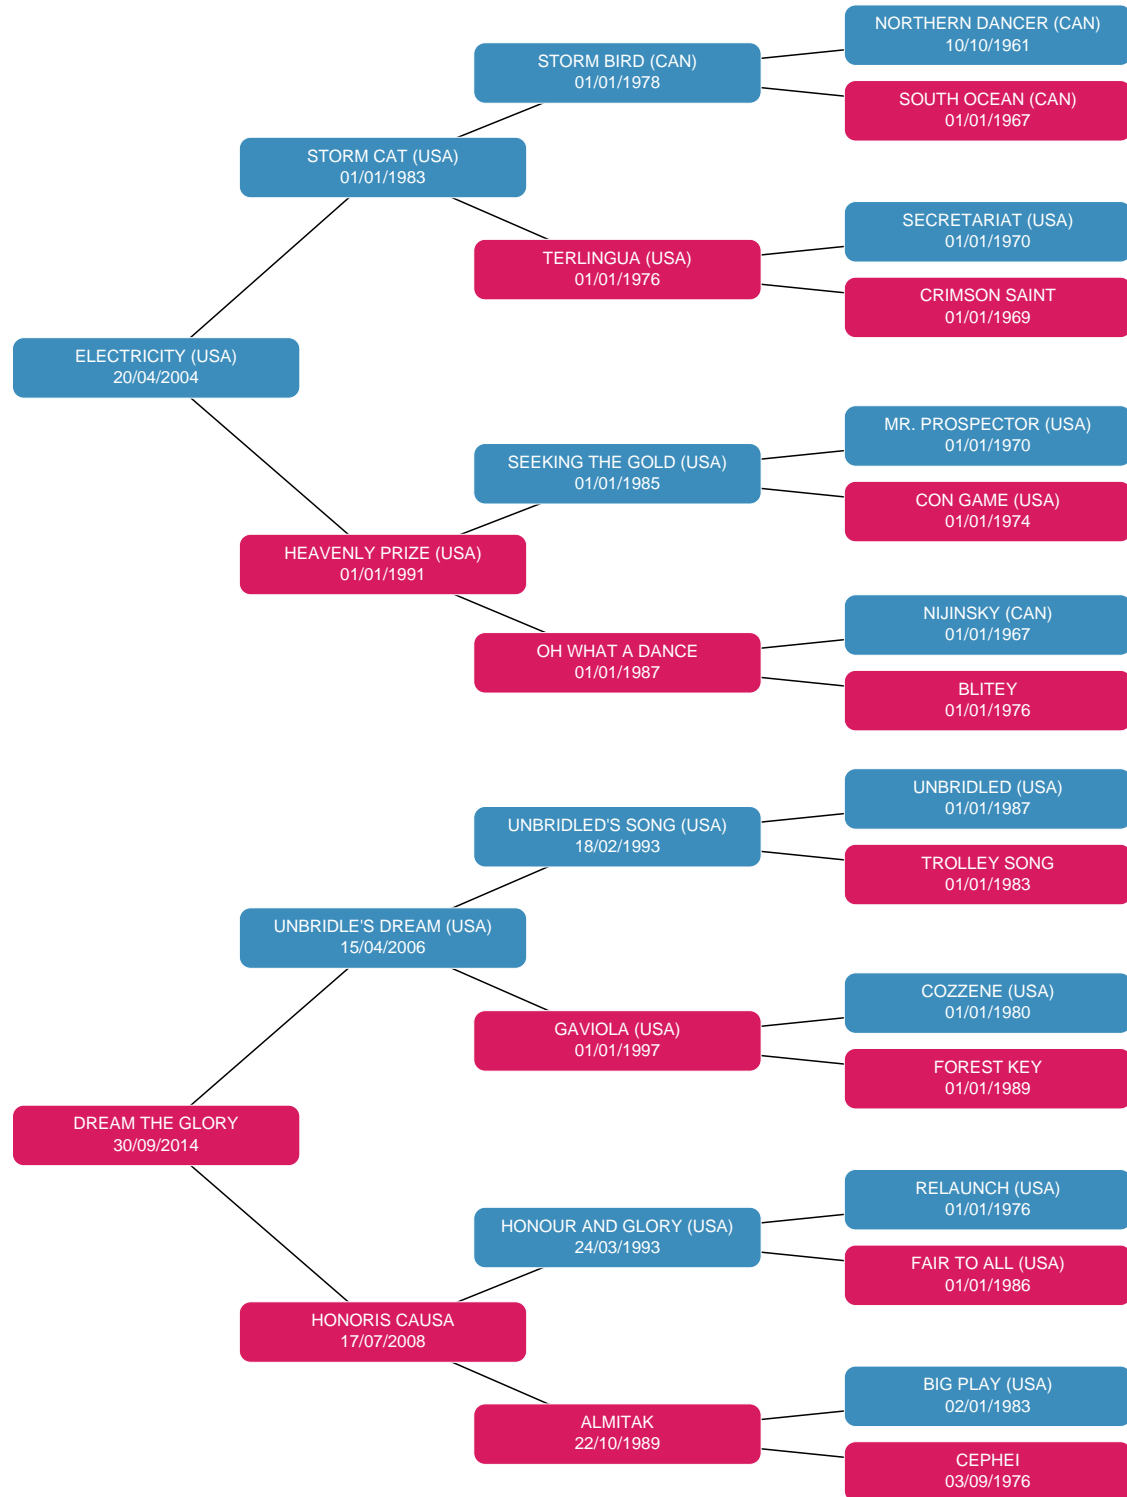 NORTHERN DANCER (CAN)
10/10/1961
STORM BIRD (CAN)
01/01/1978
SOUTH OCEAN (CAN)
01/01/1967
STORM CAT (USA)
01/01/1983
SECRETARIAT (USA)
01/01/1970
TERLINGUA (USA)
01/01/1976
CRIMSON SAINT
01/01/1969
ELECTRICITY (USA)
20/04/2004
MR. PROSPECTOR (USA)
01/01/1970
SEEKING THE GOLD (USA)
01/01/1985
CON GAME (USA)
01/01/1974
HEAVENLY PRIZE (USA)
01/01/1991
NIJINSKY (CAN)
01/01/1967
OH WHAT A DANCE
01/01/1987
BLITEY
01/01/1976
UNBRIDLED (USA)
01/01/1987
UNBRIDLED'S SONG (USA)
18/02/1993
TROLLEY SONG
01/01/1983
UNBRIDLE'S DREAM (USA)
15/04/2006
COZZENE (USA)
01/01/1980
GAVIOLA (USA)
01/01/1997
FOREST KEY
01/01/1989
DREAM THE GLORY
30/09/2014
RELAUNCH (USA)
01/01/1976
HONOUR AND GLORY (USA)
24/03/1993
FAIR TO ALL (USA)
01/01/1986
HONORIS CAUSA
17/07/2008
BIG PLAY (USA)
02/01/1983
ALMITAK
22/10/1989
CEPHEI
03/09/1976